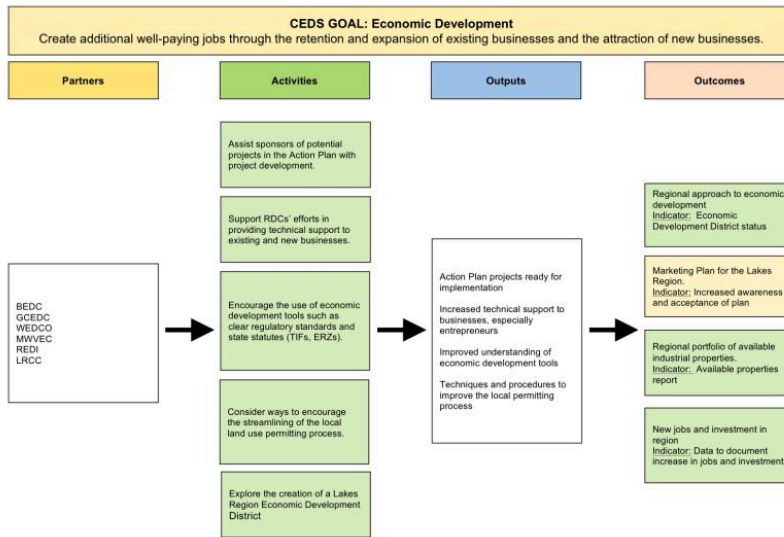 CEDS GOAL: Economic Development
Create additional well-paying jobs through the retention and expansion of existing businesses and the attraction of new businesses.
Partners
Activities
Outputs
Outcomes
BEDC
GCEDC
WEDCO
MWVEC
REDI
LRCC
Assist sponsors of potential
projects in the Action Plan with
project development.
Support RDCs' efforts in
providing technical support to
existing and new businesses.
Encourage the use of economic
development tools such as
clear regulatory standards and
state statutes (TIFs, ERZs).
Consider ways to encourage
the streamlining of the local
land use permitting process.
Explore the creation of a Lakes
Region Economic Development
District
Action Plan projects ready for
implementation
Increased technical support to
businesses, especially
entrepreneurs
Improved understanding of
economic development tools
Techniques and procedures to
improve the local permitting
process
Regional approach to economic
development
Indicator: Economic
Development District status
Marketing Plan for the Lakes
Region.
Indicator: Increased awareness
and acceptance of plan
Regional portfolio of available
industrial properties.
Indicator: Available properties
report
New jobs and investment in
region
Indicator: Data to document
increase in jobs and investment